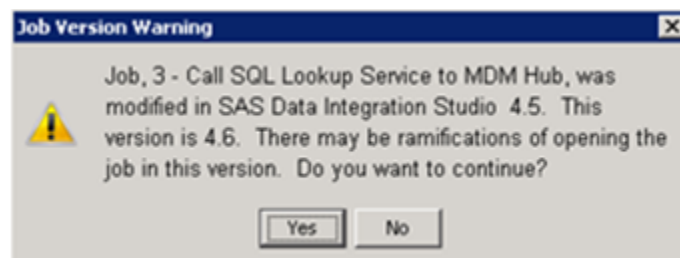 Job Version Warning
Job, 3 - Call SQL Lookup Service to MDM Hub, was
modified in SAS Data Integration Studio  4.5.  This
version is 4.6.  There may be ramifications of opening the
job in this version.  Do you want to continue?
Yes No